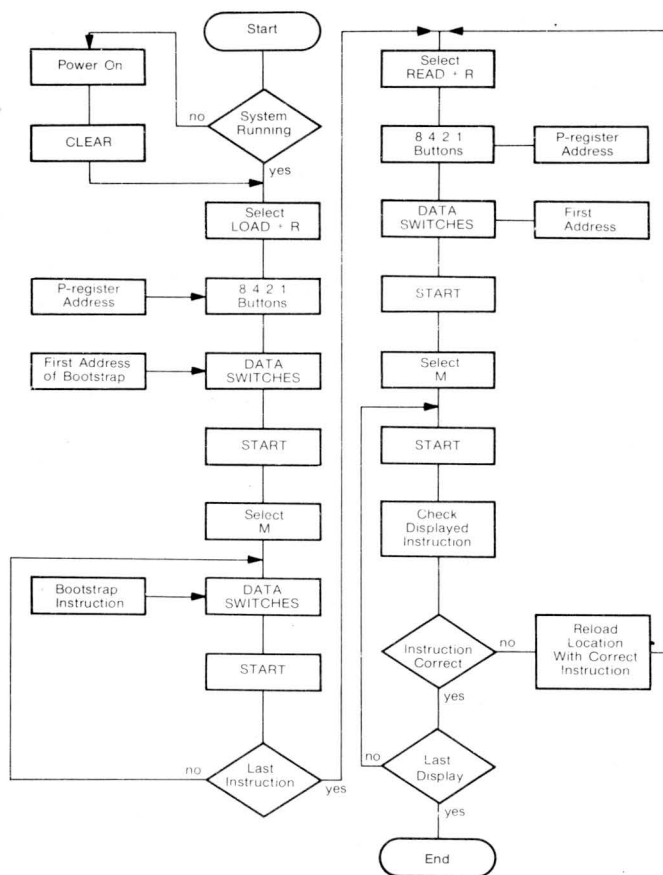 Start
Power On
System
Running
no
CLEAR
yes
Select
LOAD + R
P-register
Address
8 4 2 1
Buttons
First Address
of Bootstrap
DATA
SWITCHES
START
Select
M
Bootstrap
Instruction
DATA
SWITCHES
START
Last
Instruction
no
yes
Select
READ + R
8 4 2 1
Buttons
P-register
Address
DATA
SWITCHES
First
Address
START
Select
M
START
Check
Displayed
Instruction
Instruction
Correct
no
Reload
Location
With Correct
Instruction
yes
Last
Display
no
yes
End